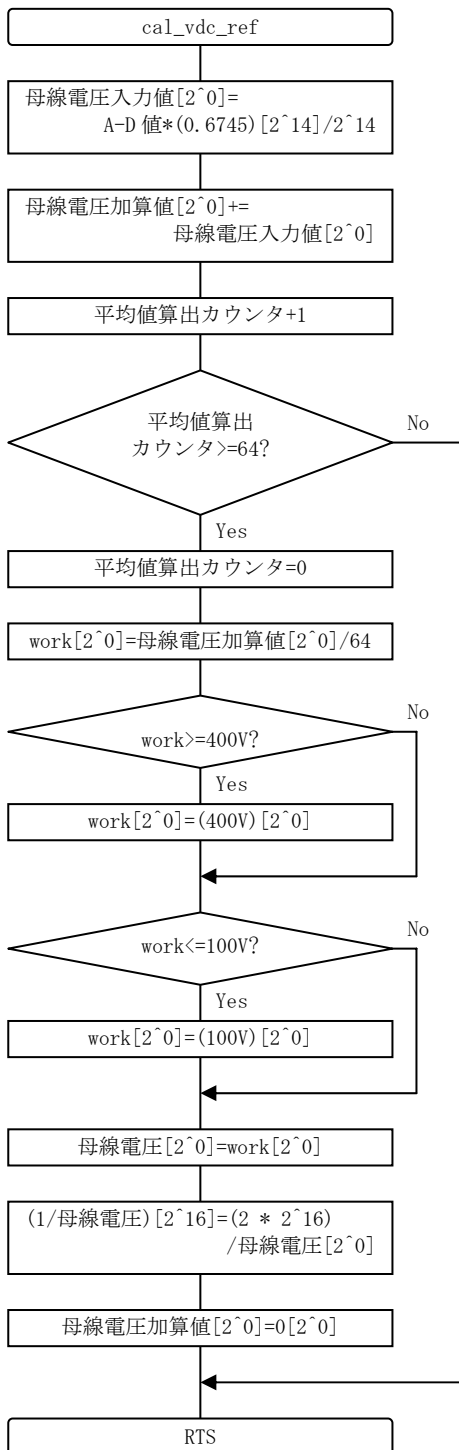 cal_vdc_ref
母線電圧入力値[2^0]=
A-D 値*(0.6745)[2^14]/2^14
母線電圧加算値[2^0]+=
母線電圧入力値[2^0]
平均値算出カウンタ+1
平均値算出
カウンタ>=64?
No
Yes
平均値算出カウンタ=0
work[2^0]=母線電圧加算値[2^0]/64
No
work>=400V?
Yes
work[2^0]=(400V)[2^0]
No
work<=100V?
Yes
work[2^0]=(100V)[2^0]
母線電圧[2^0]=work[2^0]
(1/母線電圧)[2^16]=(2 * 2^16)
/母線電圧[2^0]
母線電圧加算値[2^0]=0[2^0]
RTS